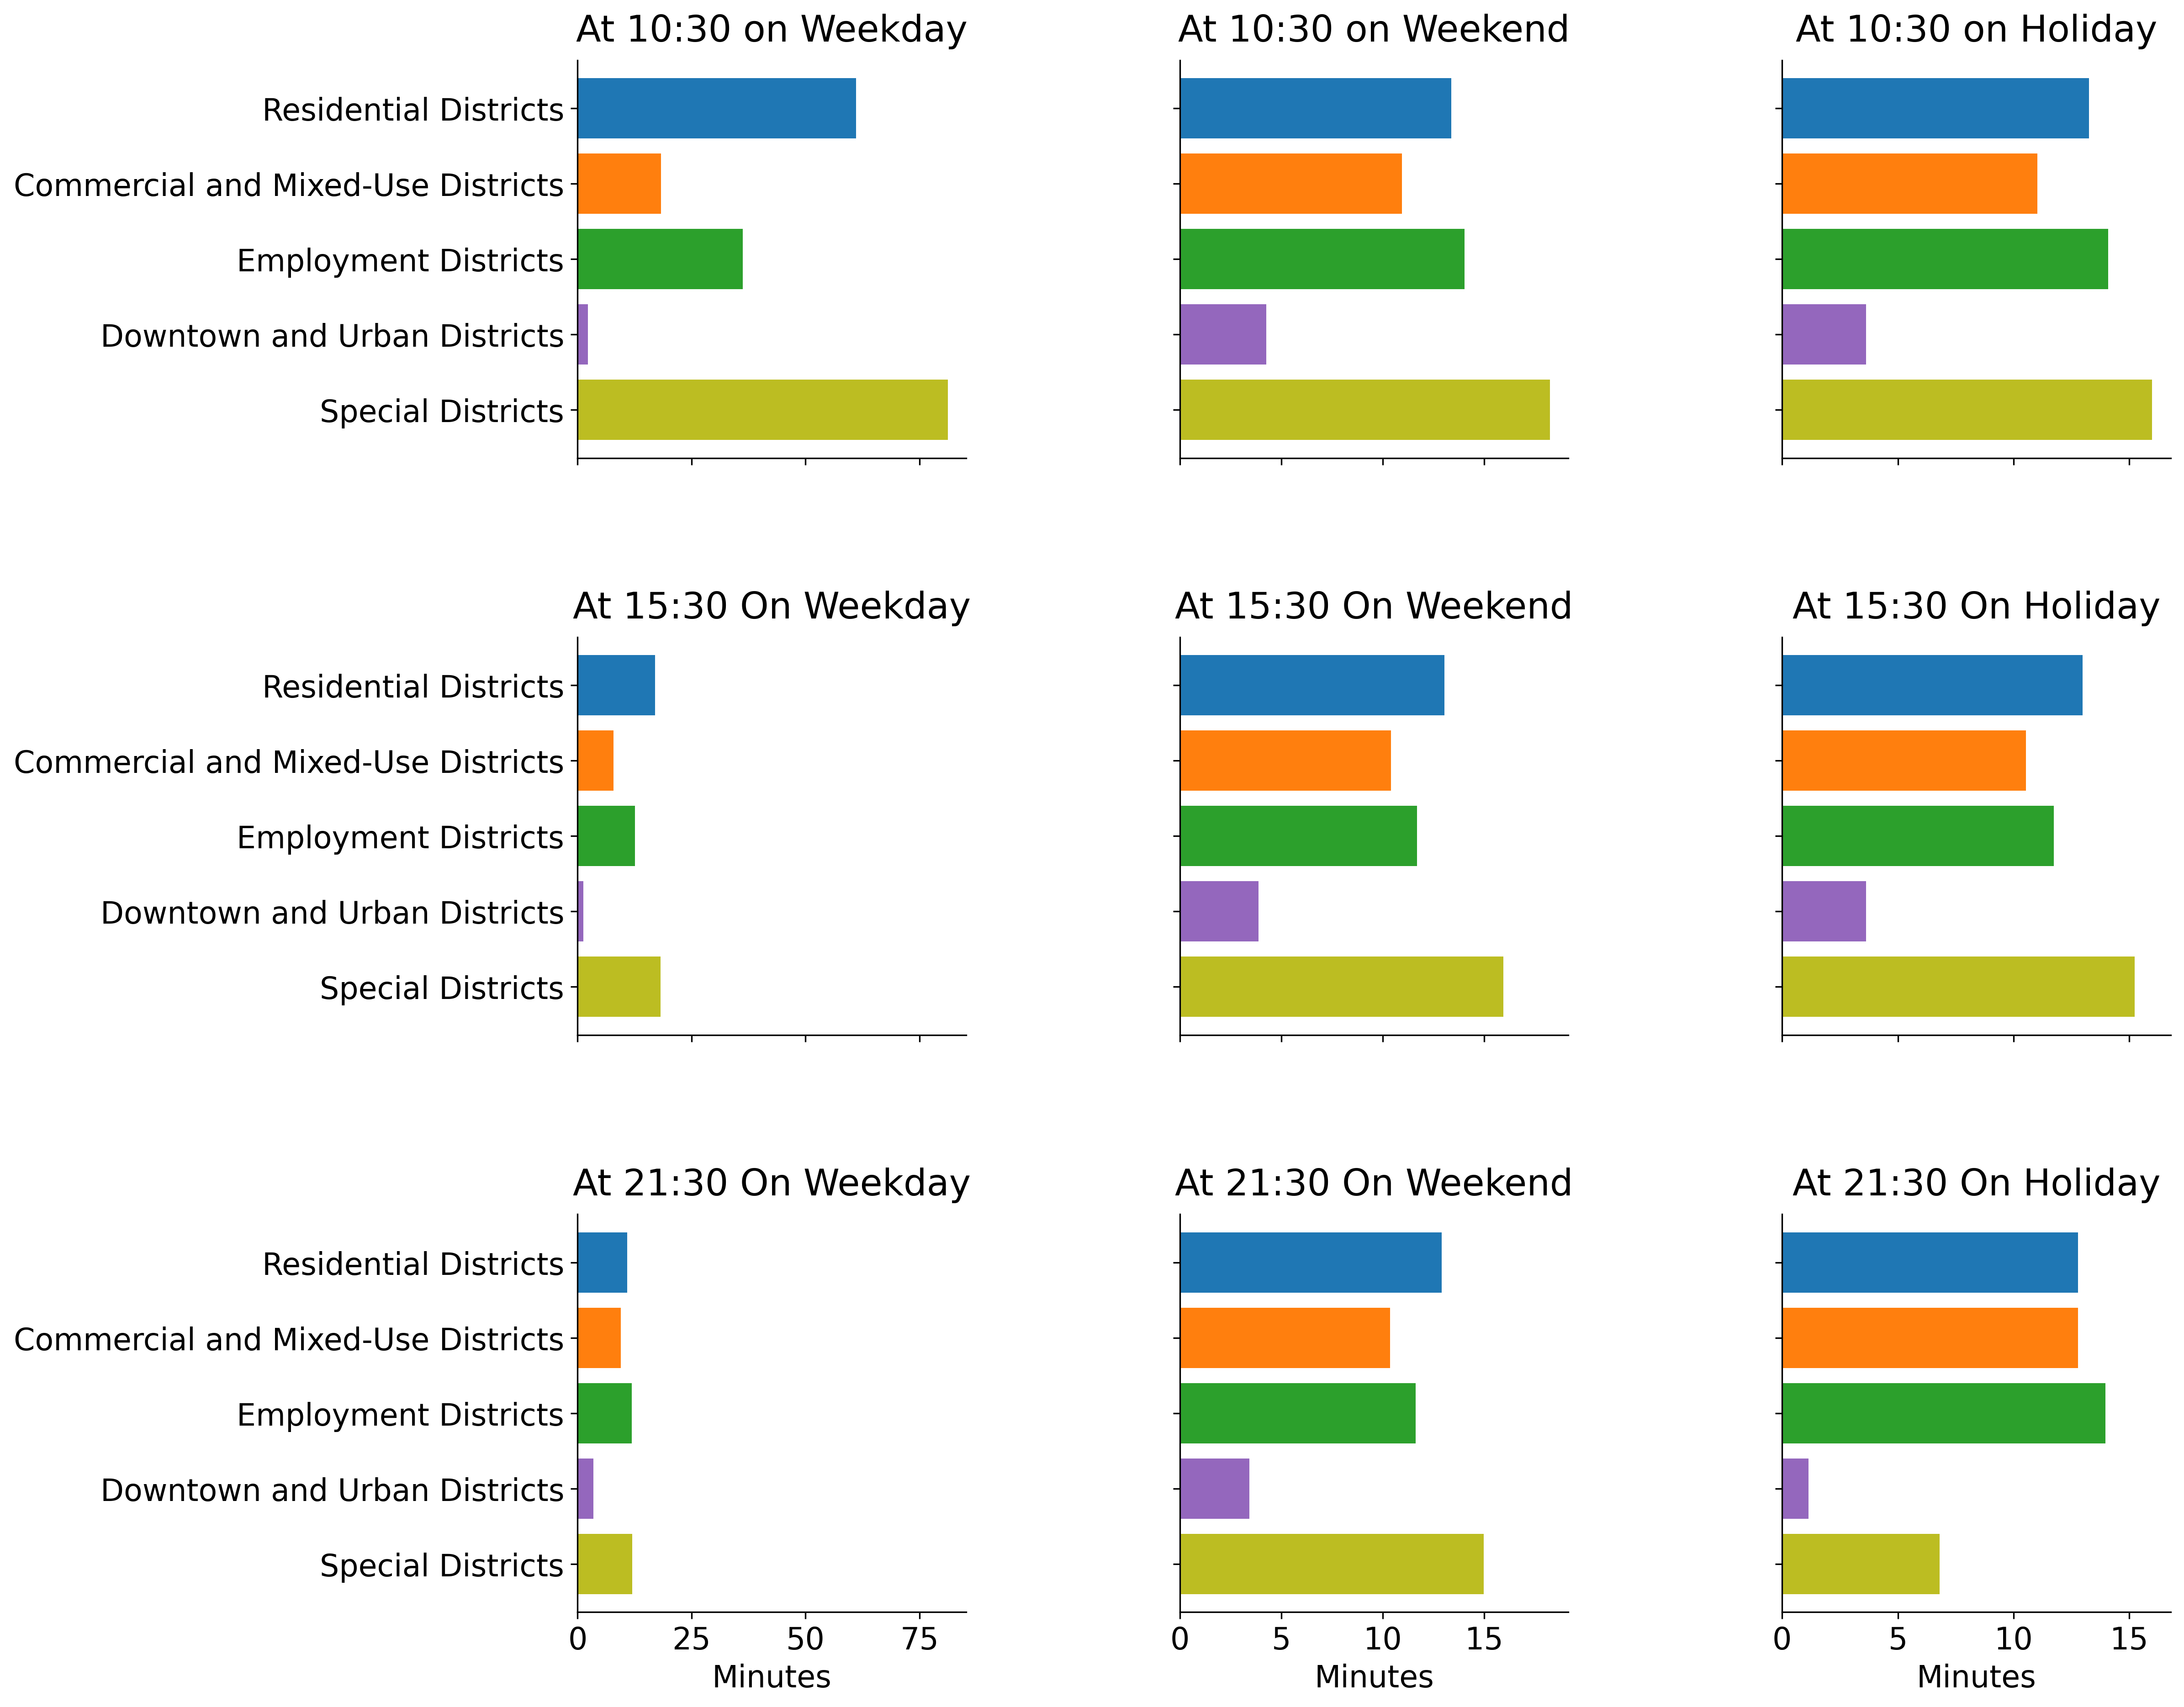 At 10:30 on Weekday
At 10:30 on Weekend
At 10:30 on Holiday
Residential Districts
Commercial and Mixed-Use Districts
Employment Districts
Downtown and Urban Districts
Special Districts
At 15:30 On Weekday
At 15:30 On Weekend
At 15:30 On Holiday
Residential Districts
Commercial and Mixed-Use Districts
Employment Districts
Downtown and Urban Districts
Special Districts
At 21:30 On Weekday
At 21:30 On Weekend
At 21:30 On Holiday
Residential Districts
Commercial and Mixed-Use Districts
Employment Districts
Downtown and Urban Districts
Special Districts
0 25 50 75
0 5 10 15
0 5 10 15
Minutes
Minutes
Minutes